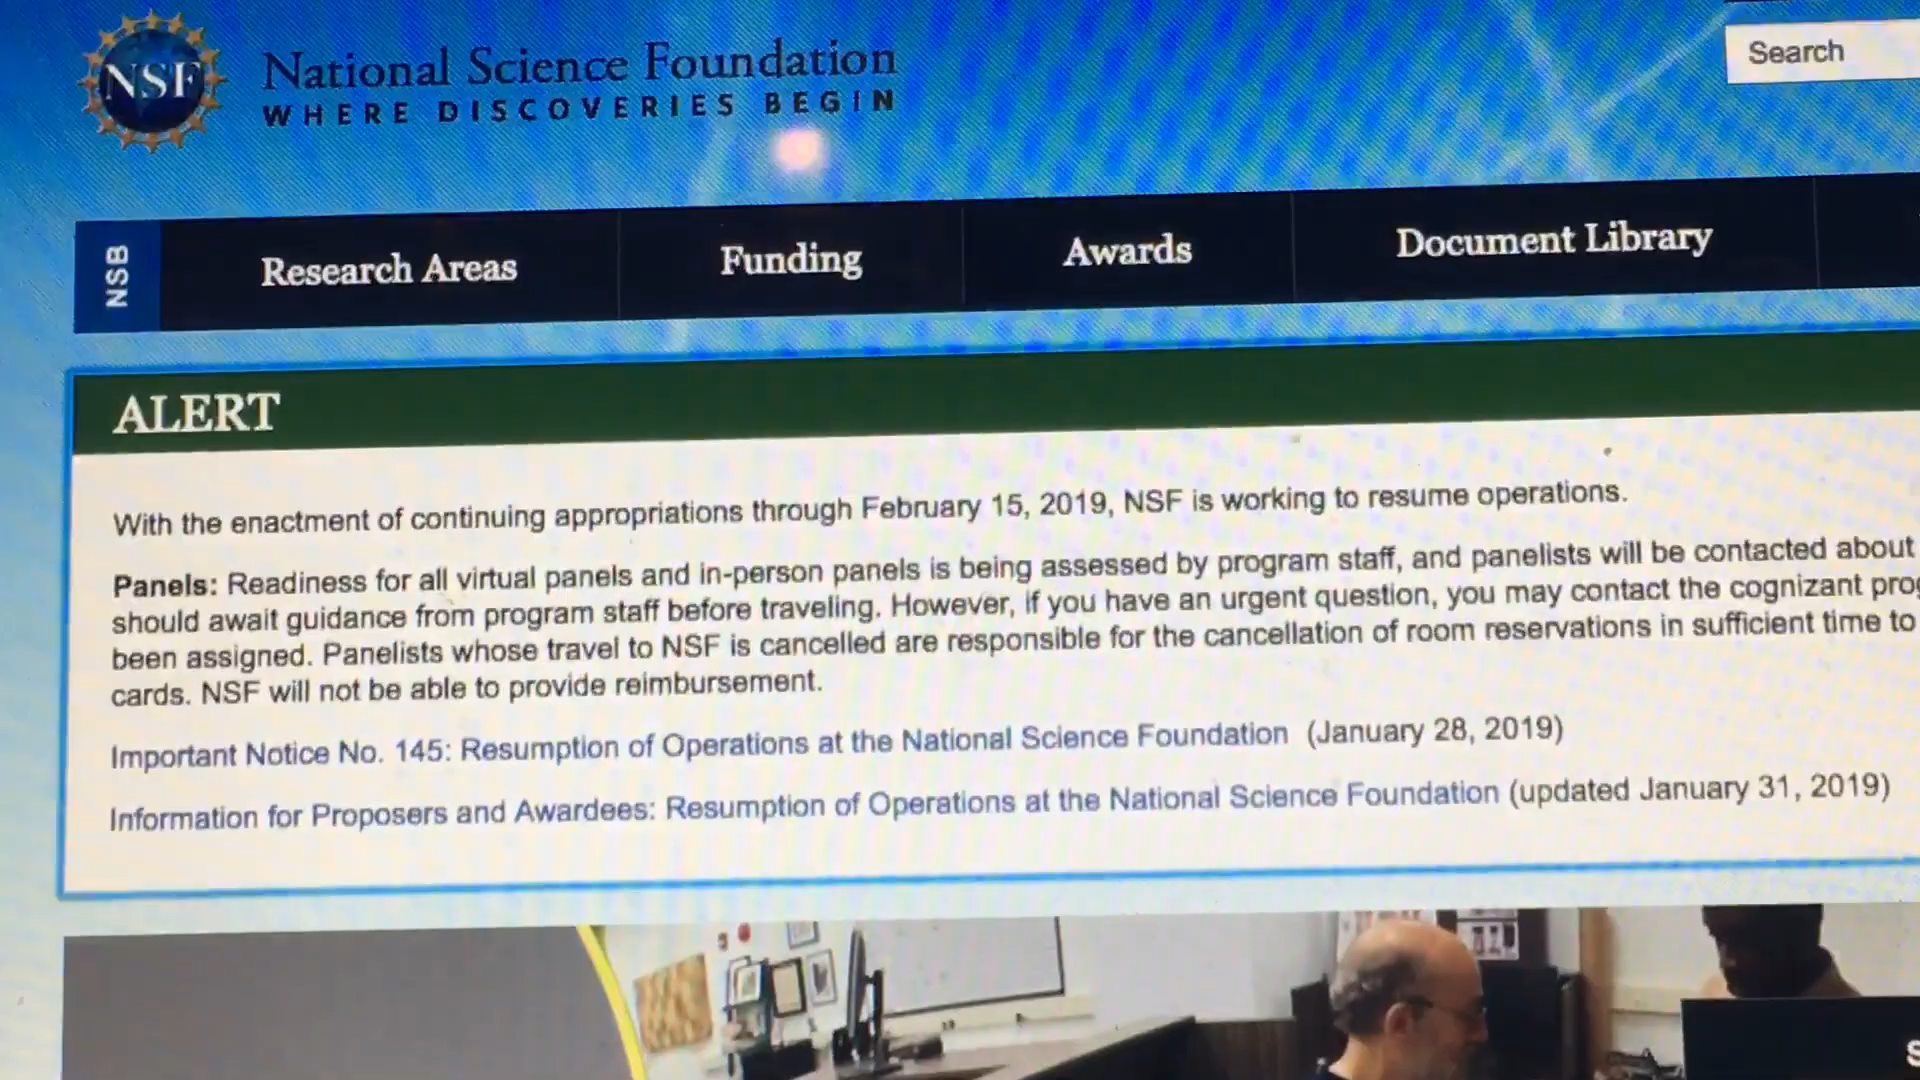 NSF
National Science Foundation
WHERE DISCOVERIES BEGIN
Search
NSB
Research Areas
Funding
Awards
Document Library
ALERT
With the enactment of continuing appropriations through February 15, 2019, NSF is working to resume operations.
Panels: Readiness for all virtual panels and in-person panels is being assessed by program staff, and panelists will be contacted about
should await guidance from program staff before traveling. However, if you have an urgent question, you may contact the cognizant
been assigned. Panelists whose travel to NSF is cancelled are responsible for the cancellation of room reservations in sufficient time to
cards. NSF will not be able to provide reimbursement.
Important Notice No. 145: Resumption of Operations at the National Science Foundation (January 28, 2019)
Information for Proposers and Awardees: Resumption of Operations at the National Science Foundation (updated January 31, 2019)